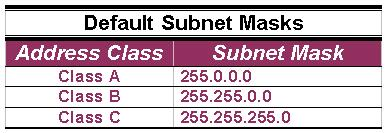 Default Subnet Masks
Address Class Subnet Mask
Class A 255.0.0.0
Class B 255.255.0.0
Class C 255.255.255.0